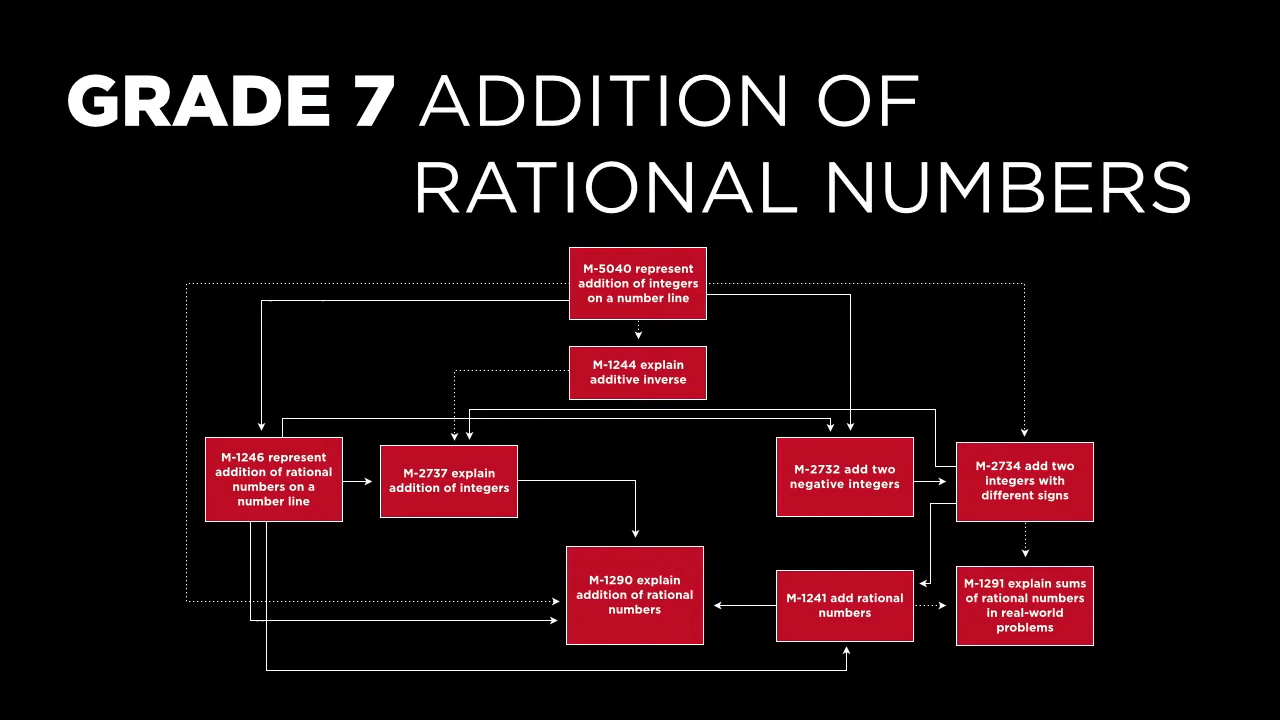 GRADE 7 ADDITION OF
RATIONAL NUMBERS
M-5040 represent
addition of integers
on a number line
M-1244 explain
additive inverse
M-1246 represent
addition of rational
numbers on a
number line
M-2737 explain
addition of integers
M-2732 add two
negative integers
M-2734 add two
integers with
different signs
M-1290 explain
addition of rational
numbers
M-1241 add rational
numbers
M-1291 explain sums
of rational numbers
in real-world
problems